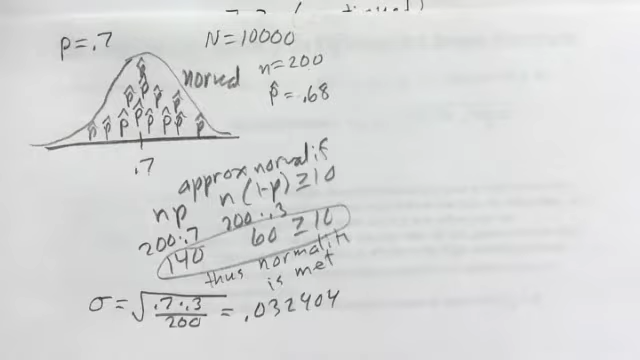 p=.7
N=10000
n=200
p̂=.68
normal
p̂
p̂
p̂ p̂
p̂ p̂ p̂ p̂ p̂ p̂ p̂ p̂
.7
approx normal if
np n(1-p)≥10
200·.7 200·.3
140 60 ≥10
thus normality
is met
σ=√(.7·.3/200)=.032404